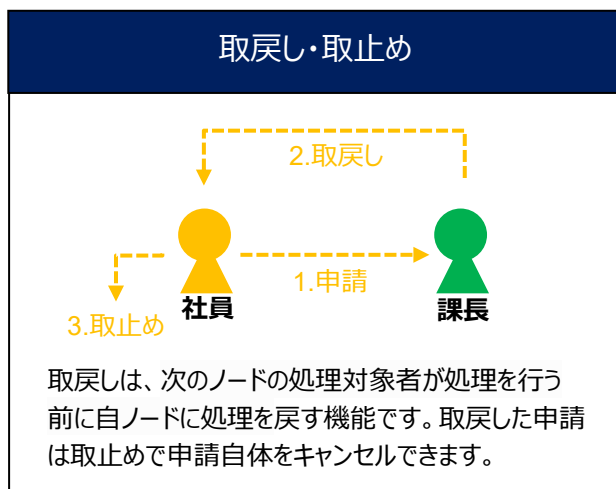 取戻し・取止め
2.取戻し
1.申請
社員
課長
3.取止め
取戻しは、次のノードの処理対象者が処理を行う
前に自ノードに処理を戻す機能です。取戻した申請
は取止めで申請自体をキャンセルできます。